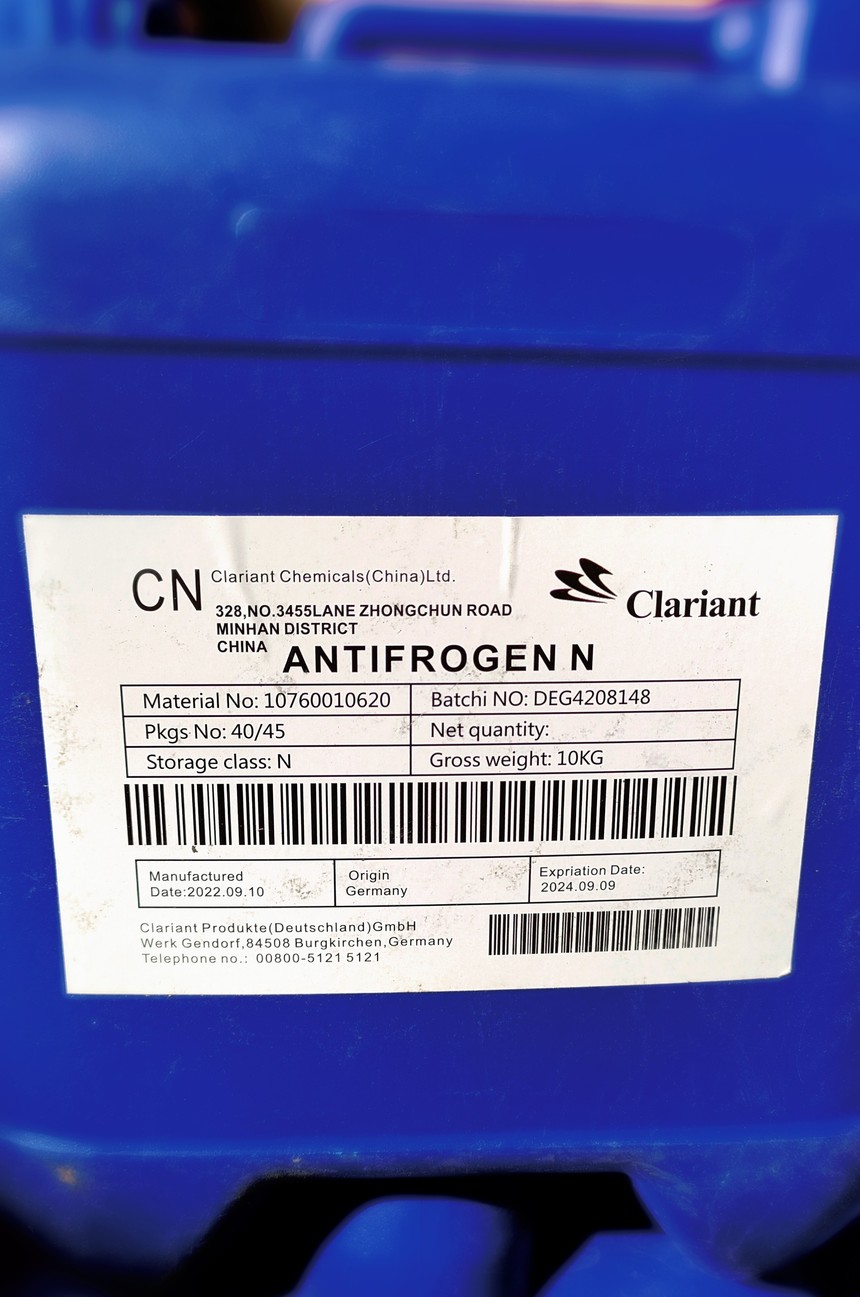 CN
Clariant Chemicals(China)Ltd.
328,NO.3455LANE ZHONGCHUN ROAD
MINHAN DISTRICT
CHINA
Clariant
ANTIFROGEN N
Material No: 10760010620
Batchi NO: DEG4208148
Pkgs No: 40/45
Net quantity:
Storage class: N
Gross weight: 10KG
Manufactured
Date:2022.09.10
Origin
Germany
Expriation Date:
2024.09.09
Clariant Produkte(Deutschland)GmbH
Werk Gendorf,84508 Burgkirchen,Germany
Telephone no.: 00800-5121 5121